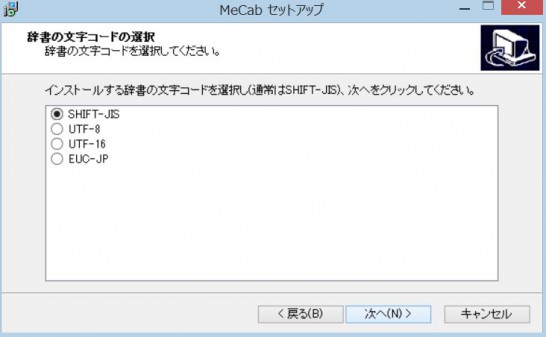 MeCab セットアップ
辞書の文字コードの選択
辞書の文字コードを選択してください。
インストールする辞書の文字コードを選択し(通常はSHIFT-JIS)、次へをクリックしてください。
SHIFT-JIS
UTF-8
UTF-16
EUC-JP
< 戻る(B)
次へ(N) >
キャンセル